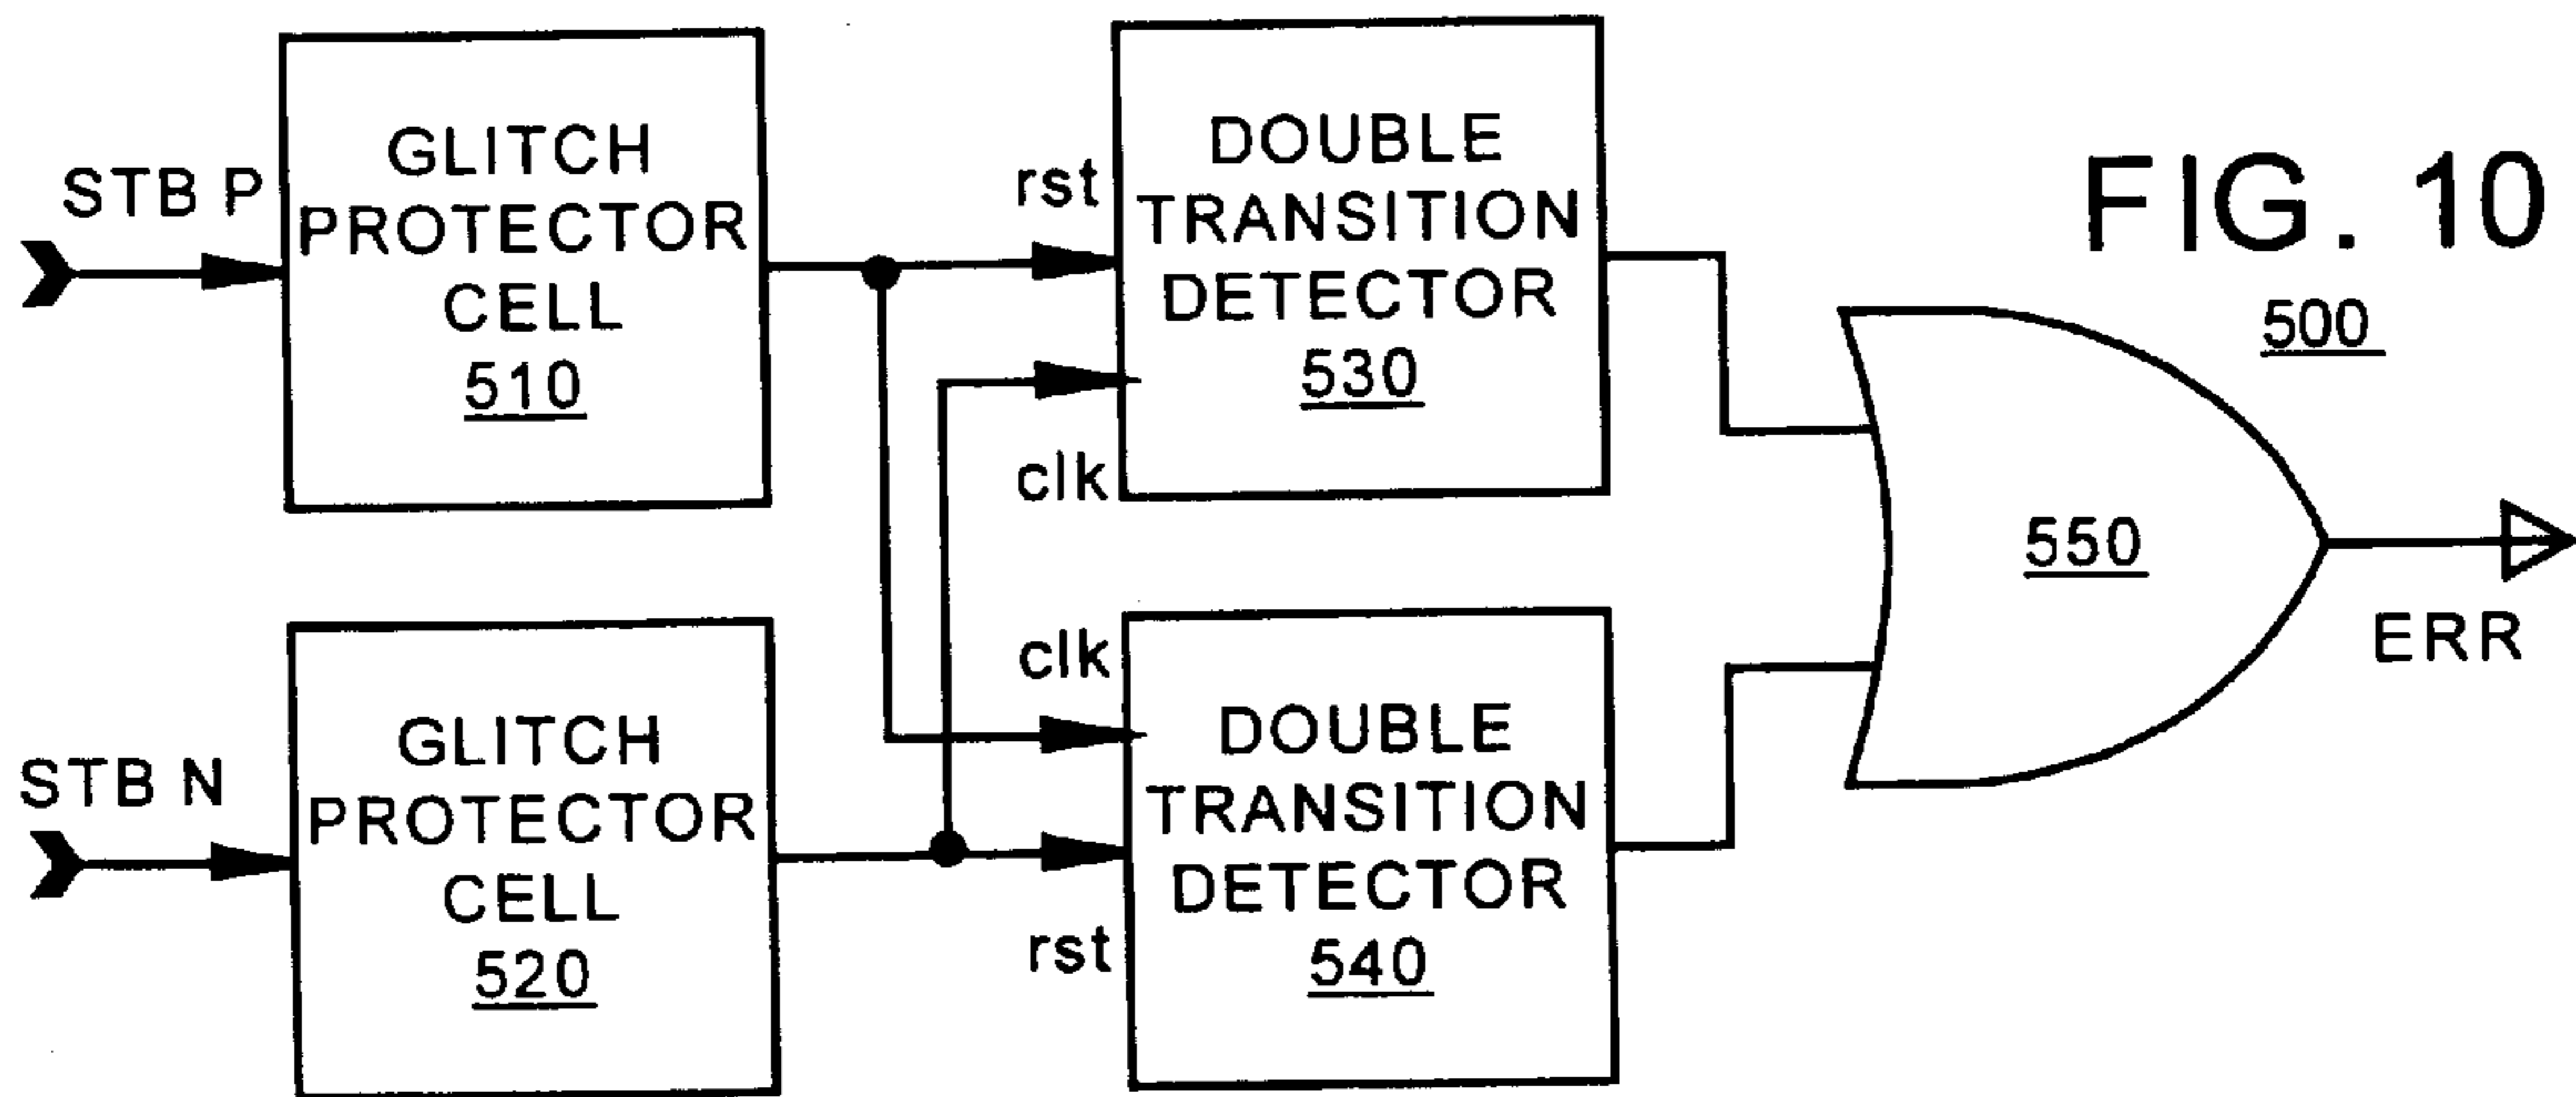 STB P
GLITCH
PROTECTOR
CELL
510
rst
clk
DOUBLE
TRANSITION
DETECTOR
530
FIG. 10
500
STB N
GLITCH
PROTECTOR
CELL
520
clk
rst
DOUBLE
TRANSITION
DETECTOR
540
550
ERR